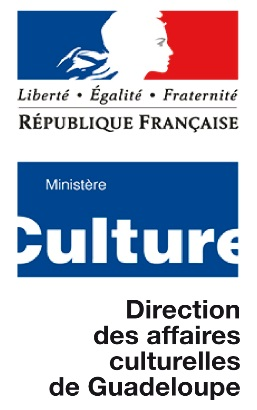 Liberté • Égalité • Fraternité
RÉPUBLIQUE FRANÇAISE
Ministère
Culture
Direction
des affaires
culturelles
de Guadeloupe